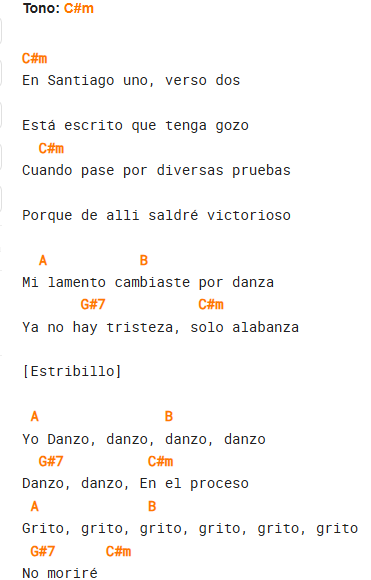 Tono: C#m
C#m
En Santiago uno, verso dos
Está escrito que tenga gozo
C#m
Cuando pase por diversas pruebas
Porque de alli saldré victorioso
A B
Mi lamento cambiaste por danza
G#7 C#m
Ya no hay tristeza, solo alabanza
[Estribillo]
A B
Yo Danzo, danzo, danzo, danzo
G#7 C#m
Danzo, danzo, En el proceso
A B
Grito, grito, grito, grito, grito, grito
G#7 C#m
No moriré